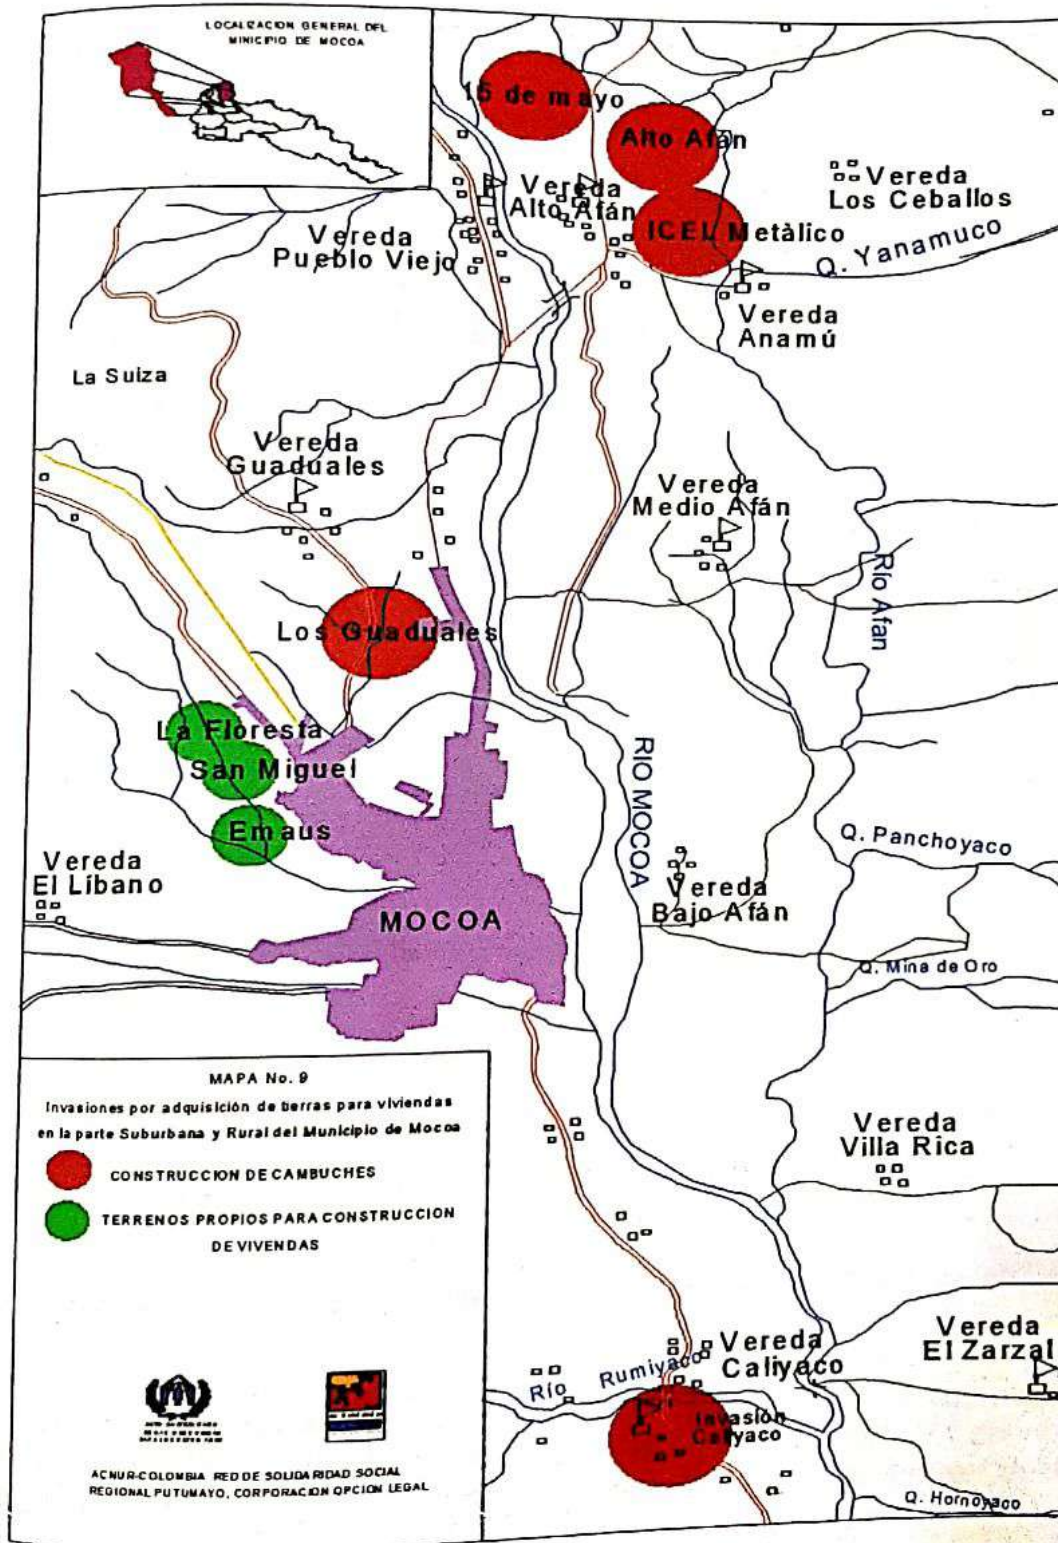 LOCALIZACION GENERAL DEL
MINICIPIO DE MOCOA
15 de mayo
Alto Afán
Vereda
Los Ceballos
Vereda
Alto Afán
ICEL Metàlico
Q. Yanamuco
Vereda
Pueblo Viejo
Vereda
Anamú
La Suiza
Vereda
Guaduales
Vereda
Medio Afán
Río Afan
Los Guaduales
La Floresta
San Miguel
RIO MOCOA
Emaus
Q. Panchoyaco
Vereda
El Líbano
Vereda
Bajo Afán
MOCOA
Q. Mina de Oro
MAPA No. 9
Invasiones por adquisición de tierras para viviendas
en la parte Suburbana y Rural del Municipio de Mocoa
CONSTRUCCION DE CAMBUCHES
TERRENOS PROPIOS PARA CONSTRUCCION
DE VIVENDAS
Vereda
Villa Rica
Vereda
Caliyaco
Vereda
El Zarzal
Río Rumiyaco
Invasión
Caliyaco
Q. Hornoyaco
ACNUR-COLOMBIA RED DE SOLIDARIDAD SOCIAL
REGIONAL PUTUMAYO, CORPORACION OPCION LEGAL